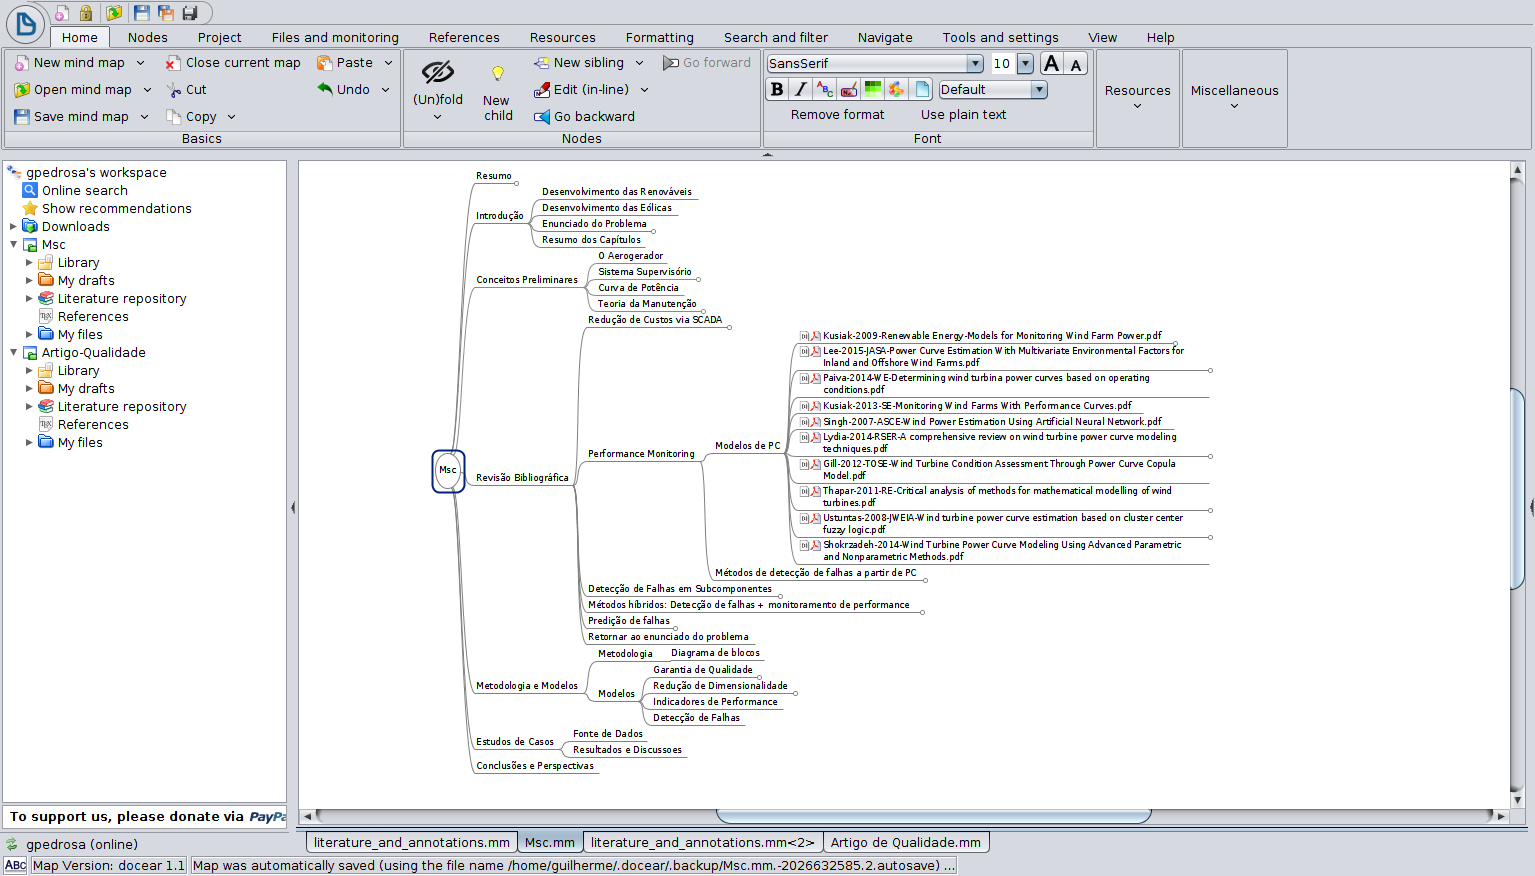 Home Nodes Project Files and monitoring References Resources Formatting Search and filter Navigate Tools and settings View Help
New mind map Close current map Paste
Open mind map Cut Undo
Save mind map Copy
Basics
(Un)fold
New child
New sibling Go forward
Edit (in-line)
Go backward
Nodes
SansSerif 10 A A
B I Default
Remove format Use plain text
Font
Resources
Miscellaneous
gpedrosa's workspace
Online search
Show recommendations
Downloads
Msc
Library
My drafts
Literature repository
References
My files
Artigo-Qualidade
Library
My drafts
Literature repository
References
My files
To support us, please donate via
Msc
Resumo
Introdução
Desenvolvimento das Renováveis
Desenvolvimento das Eólicas
Enunciado do Problema
Resumo dos Capítulos
Conceitos Preliminares
O Aerogerador
Sistema Supervisório
Curva de Potência
Teoria da Manutenção
Revisão Bibliográfica
Redução de Custos via SCADA
Performance Monitoring
Modelos de PC
Kusiak-2009-Renewable Energy-Models for Monitoring Wind Farm Power.pdf
Lee-2015-JASA-Power Curve Estimation With Multivariate Environmental Factors for
Inland and Offshore Wind Farms.pdf
Paiva-2014-WE-Determining wind turbina power curves based on operating
conditions.pdf
Kusiak-2013-SE-Monitoring Wind Farms With Performance Curves.pdf
Singh-2007-ASCE-Wind Power Estimation Using Artificial Neural Network.pdf
Lydia-2014-RSER-A comprehensive review on wind turbine power curve modeling
techniques.pdf
Gill-2012-TOSE-Wind Turbine Condition Assessment Through Power Curve Copula
Model.pdf
Thapar-2011-RE-Critical analysis of methods for mathematical modelling of wind
turbines.pdf
Ustuntas-2008-JWEIA-Wind turbine power curve estimation based on cluster center
fuzzy logic.pdf
Shokrzadeh-2014-Wind Turbine Power Curve Modeling Using Advanced Parametric
and Nonparametric Methods.pdf
Métodos de detecção de falhas a partir de PC
Detecção de Falhas em Subcomponentes
Métodos híbridos: Detecção de falhas + monitoramento de performance
Predição de falhas
Retornar ao enunciado do problema
Metodologia e Modelos
Metodologia
Diagrama de blocos
Modelos
Garantia de Qualidade
Redução de Dimensionalidade
Indicadores de Performance
Detecção de Falhas
Estudos de Casos
Fonte de Dados
Resultados e Discussoes
Conclusões e Perspectivas
literature_and_annotations.mm Msc.mm literature_and_annotations.mm<2> Artigo de Qualidade.mm
gpedrosa (online)
ABC Map Version: docear 1.1 Map was automatically saved (using the file name /home/guilherme/.docear/.backup/Msc.mm.-2026632585.2.autosave) ...